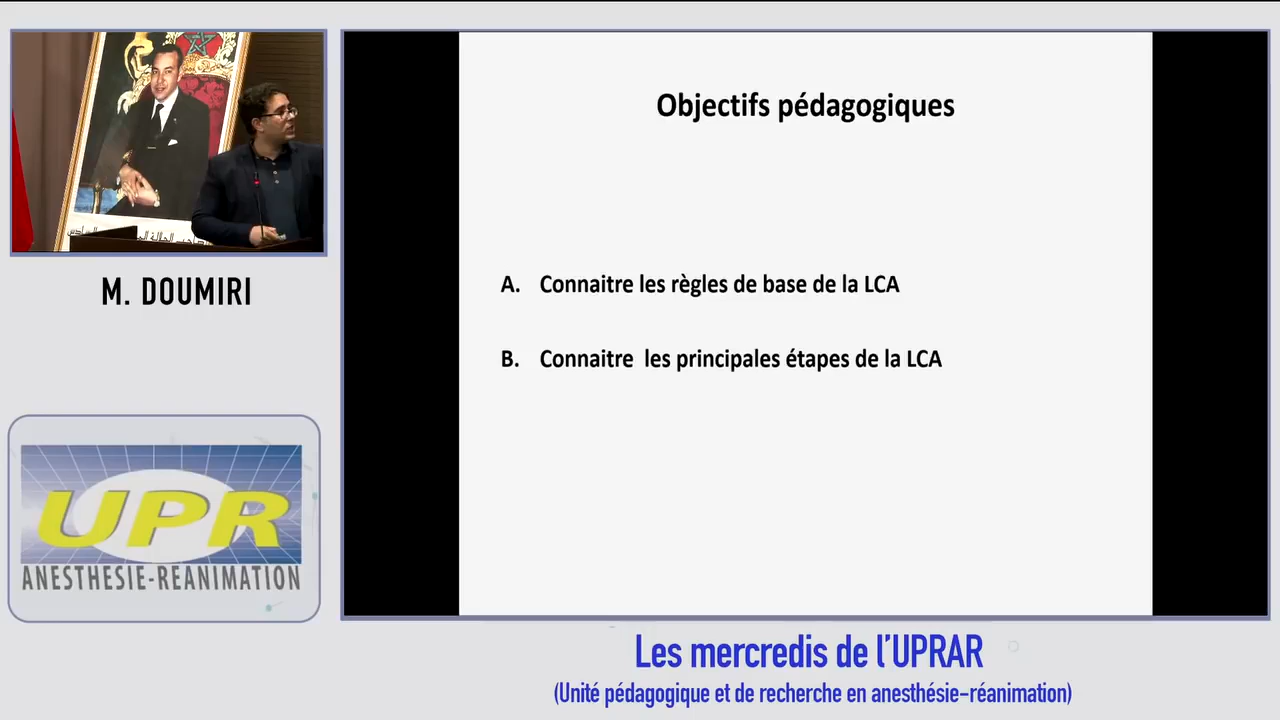 Objectifs pédagogiques
A. Connaitre les règles de base de la LCA
B. Connaitre les principales étapes de la LCA
M. DOUMIRI
UPR
ANESTHESIE-REANIMATION
Les mercredis de l'UPRAR
(Unité pédagogique et de recherche en anesthésie-réanimation)